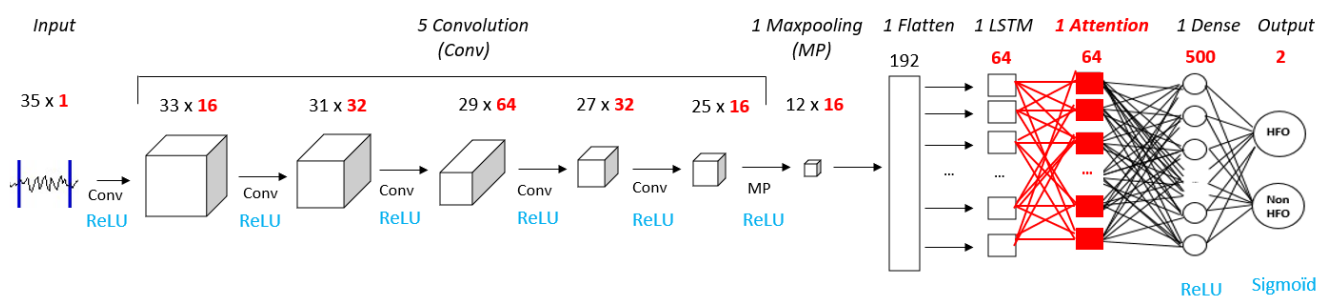 Input
5 Convolution
(Conv)
1 Maxpooling
(MP)
1 Flatten
1 LSTM
1 Attention
1 Dense
Output
35 x 1
33 x 16
31 x 32
29 x 64
27 x 32
25 x 16
12 x 16
192
64
64
500
2
Conv
ReLU
Conv
ReLU
Conv
ReLU
Conv
ReLU
Conv
ReLU
MP
ReLU
...
...
...
...
HFO
Non
HFO
ReLU
Sigmoïd